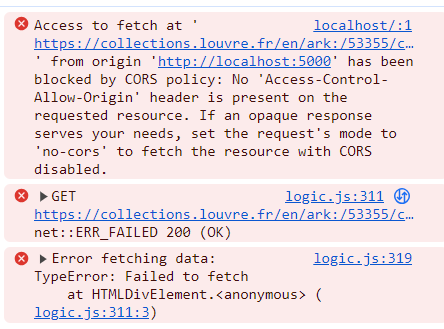 Access to fetch at ' localhost/:1
https://collections.louvre.fr/en/ark:/53355/c…
' from origin 'http://localhost:5000' has been
blocked by CORS policy: No 'Access-Control-
Allow-Origin' header is present on the
requested resource. If an opaque response
serves your needs, set the request's mode to
'no-cors' to fetch the resource with CORS
disabled.
GET logic.js:311
https://collections.louvre.fr/en/ark:/53355/c…
net::ERR_FAILED 200 (OK)
Error fetching data: logic.js:319
TypeError: Failed to fetch
at HTMLDivElement.<anonymous> (
logic.js:311:3)